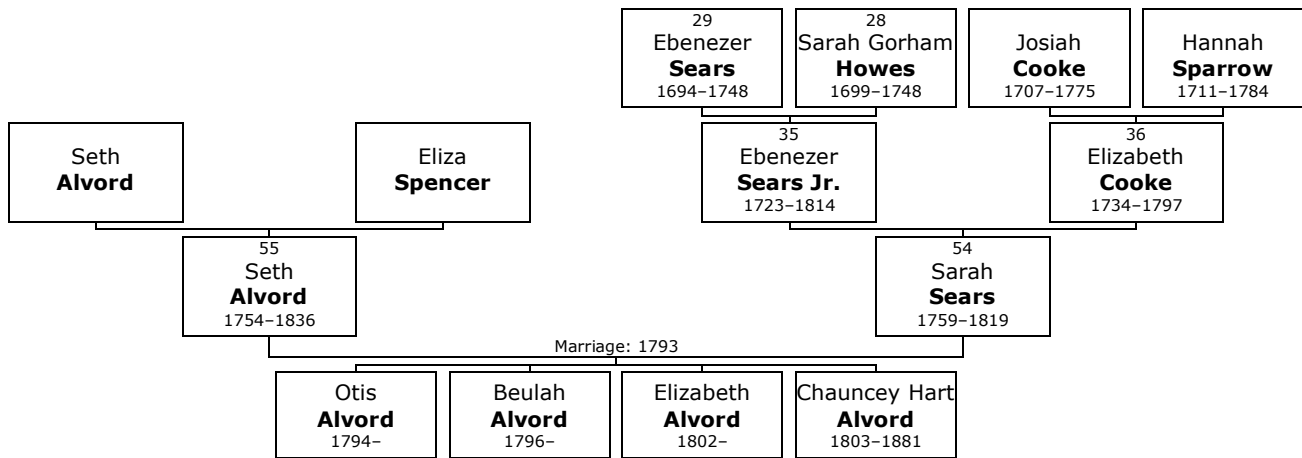 29
Ebenezer
Sears
1694–1748
28
Sarah Gorham
Howes
1699–1748
Josiah
Cooke
1707–1775
Hannah
Sparrow
1711–1784
Seth
Alvord
Eliza
Spencer
35
Ebenezer
Sears Jr.
1723–1814
36
Elizabeth
Cooke
1734–1797
55
Seth
Alvord
1754–1836
54
Sarah
Sears
1759–1819
Marriage: 1793
Otis
Alvord
1794–
Beulah
Alvord
1796–
Elizabeth
Alvord
1802–
Chauncey Hart
Alvord
1803–1881